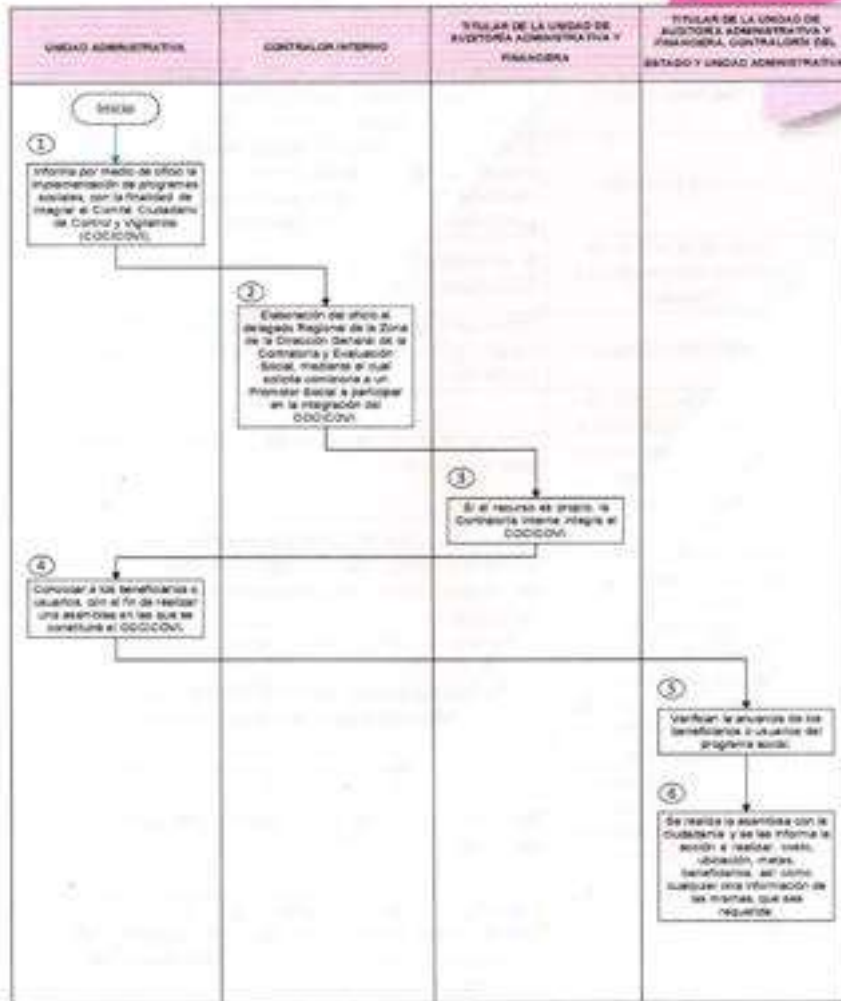 UNIDAD ADMINISTRATIVA
CONTRALOR INTERNO
TITULAR DE LA UNIDAD DE
AUDITORÍA ADMINISTRATIVA Y
FINANCIERA
TITULAR DE LA UNIDAD DE
AUDITORÍA ADMINISTRATIVA Y
FINANCIERA, CONTRALORÍA DEL
ESTADO Y UNIDAD ADMINISTRATIVA
Inicio
1
Informa por medio de oficio la
implementación de programas
sociales, con la finalidad de
integrar el Comité Ciudadano
de Control y Vigilancia
(COCICOVI).
2
Elaboración del oficio al
delegado Regional de la Zona
de la Dirección General de la
Contraloría y Evaluación
Social, mediante el cual
solicita comisione a un
Promotor Social a participar
en la integración del
COCICOVI
3
Si el recurso es propio, la
Contraloría Interna integra el
COCICOVI
4
Convocar a los beneficiarios o
usuarios, con el fin de realizar
una asamblea en las que se
constituirá el COCICOVI.
5
Verifican la anuencia de los
beneficiarios o usuarios del
programa social
6
Se realiza la asamblea con la
ciudadanía y se les informa la
acción a realizar, costo,
ubicación, metas,
beneficiarios, así como
cualquier otra información de
las mismas, que sea
requerida